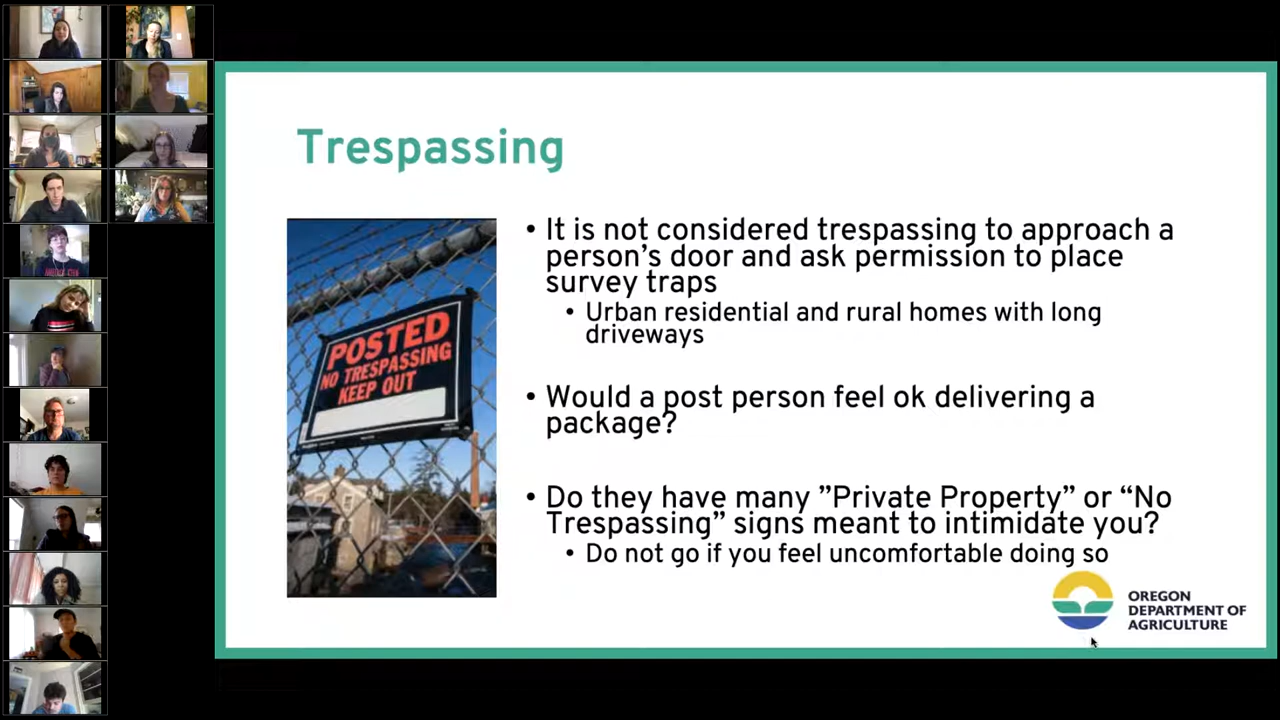 Trespassing
POSTED
NO TRESPASSING
KEEP OUT
• It is not considered trespassing to approach a
person’s door and ask permission to place
survey traps
• Urban residential and rural homes with long
driveways
• Would a post person feel ok delivering a
package?
• Do they have many ”Private Property” or “No
Trespassing” signs meant to intimidate you?
• Do not go if you feel uncomfortable doing so
OREGON
DEPARTMENT OF
AGRICULTURE